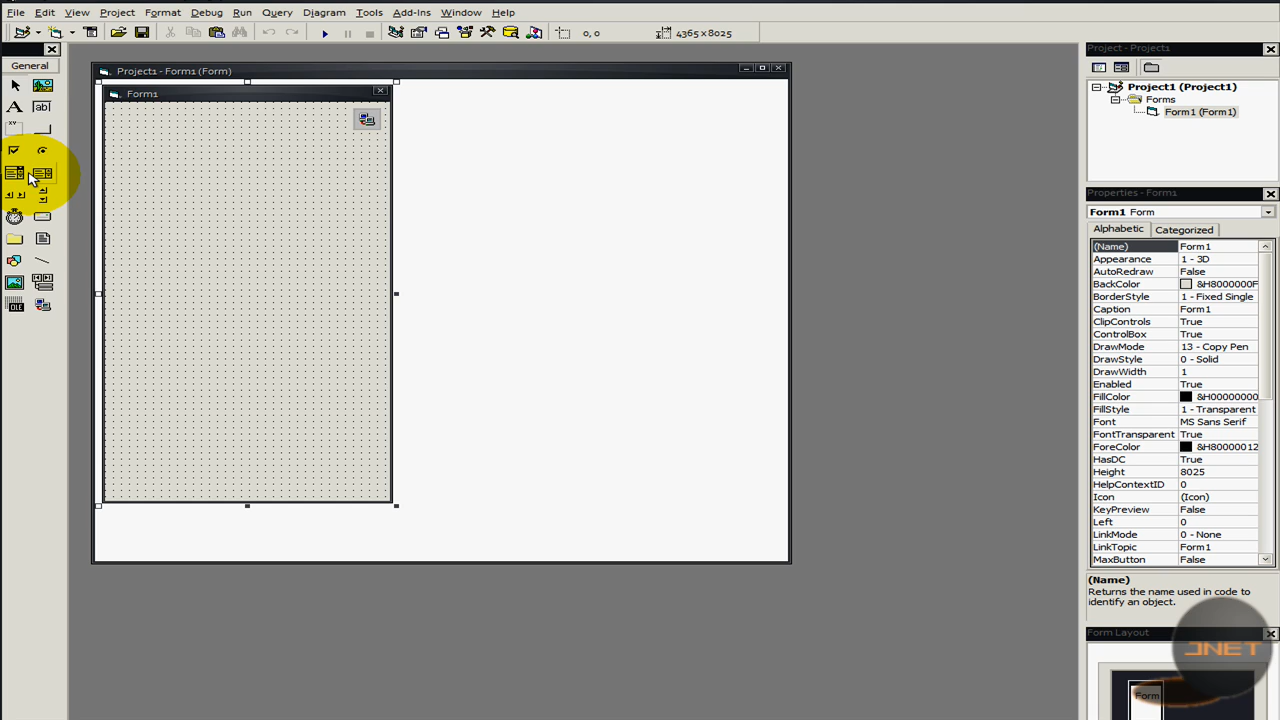 File Edit View Project Format Debug Run Query Diagram Tools Add-Ins Window Help
0, 0
4365 x 8025
General
Project1 - Form1 (Form)
Form1
Project - Project1
Project1 (Project1)
Forms
Form1 (Form1)
Properties - Form1
Form1 Form
Alphabetic Categorized
(Name) Form1
Appearance 1 - 3D
AutoRedraw False
BackColor &H8000000F
BorderStyle 1 - Fixed Single
Caption Form1
ClipControls True
ControlBox True
DrawMode 13 - Copy Pen
DrawStyle 0 - Solid
DrawWidth 1
Enabled True
FillColor &H00000000
FillStyle 1 - Transparent
Font MS Sans Serif
FontTransparent True
ForeColor &H80000012
HasDC True
Height 8025
HelpContextID 0
Icon (Icon)
KeyPreview False
Left 0
LinkMode 0 - None
LinkTopic Form1
MaxButton False
(Name)
Returns the name used in code to
identify an object.
Form Layout
JNET
Form
A
abl
XY
OLE